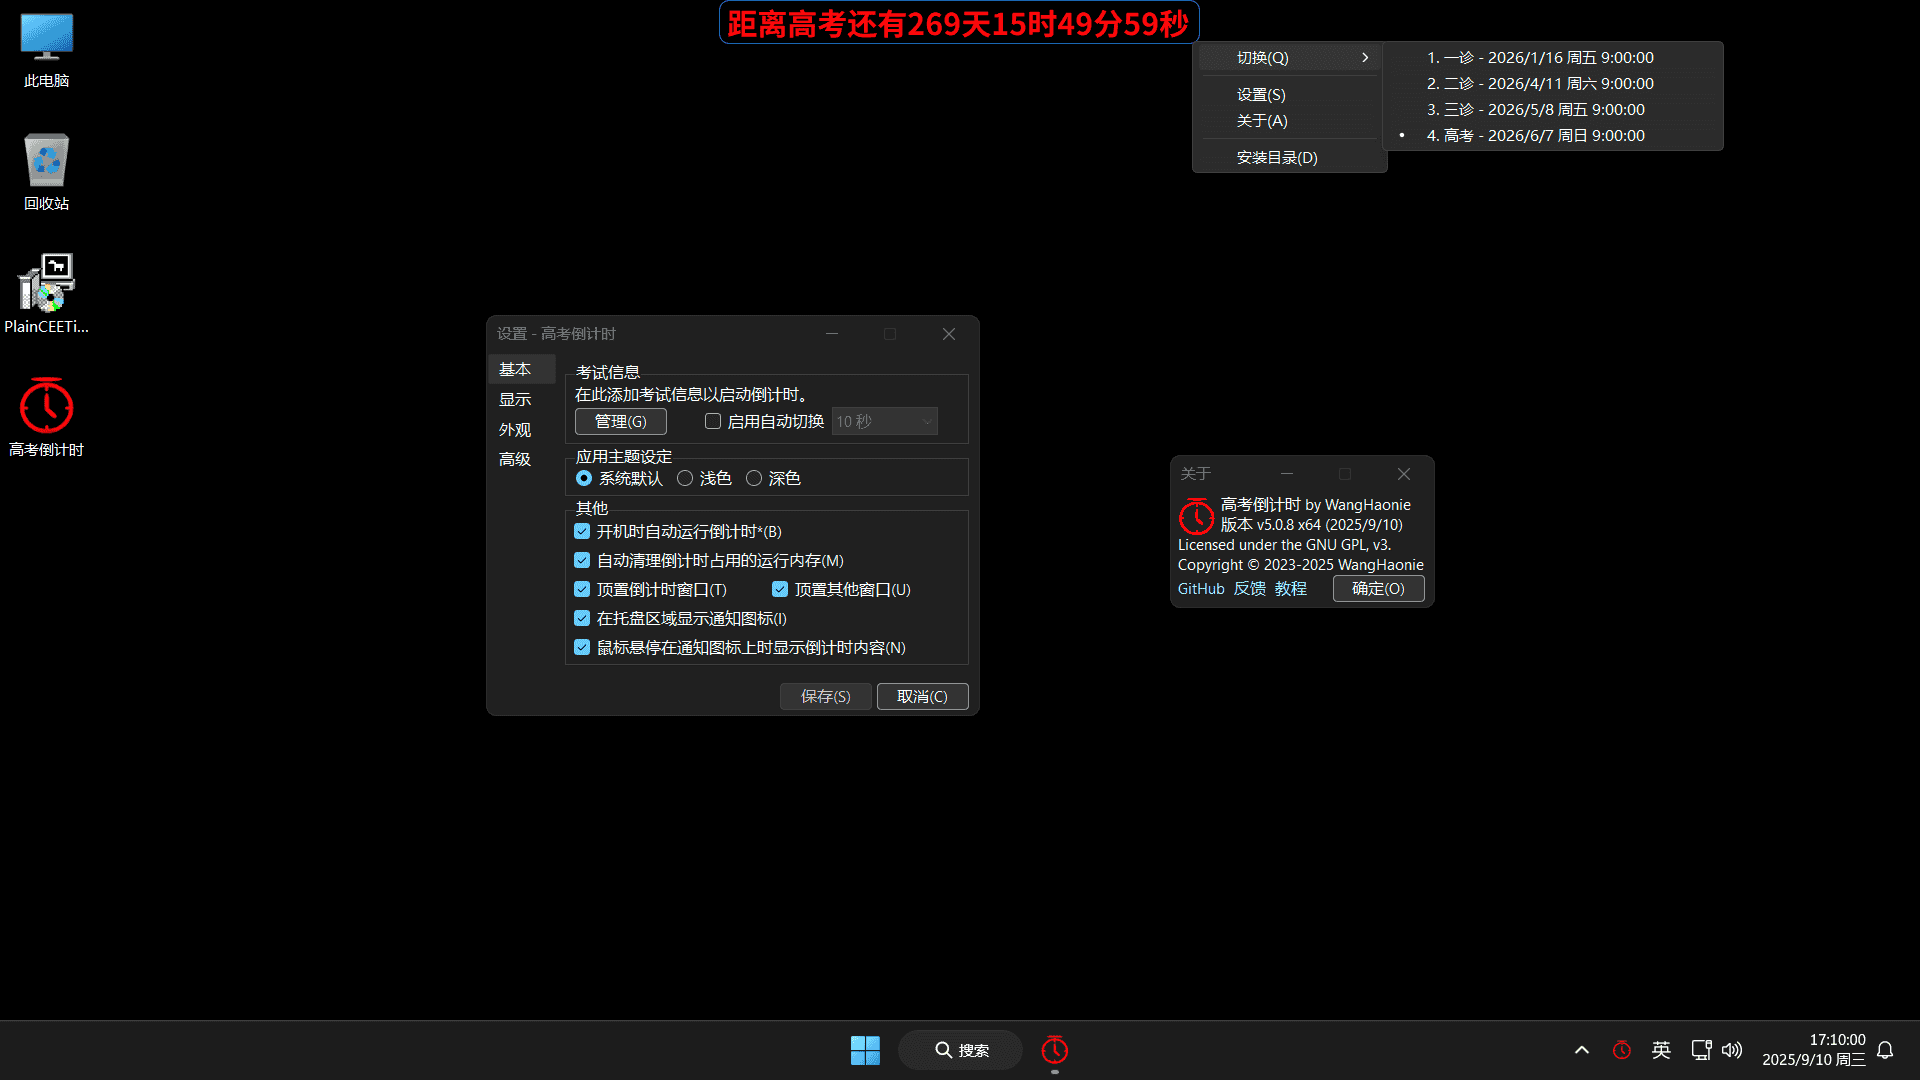 距离高考还有269天15时49分59秒
此电脑
回收站
PlainCEETi...
高考倒计时
切换(Q)
设置(S)
关于(A)
安装目录(D)
1. 一诊 - 2026/1/16 周五 9:00:00
2. 二诊 - 2026/4/11 周六 9:00:00
3. 三诊 - 2026/5/8 周五 9:00:00
4. 高考 - 2026/6/7 周日 9:00:00
设置 - 高考倒计时
基本
显示
外观
高级
考试信息
在此添加考试信息以启动倒计时。
管理(G) 启用自动切换 10 秒
应用主题设定
系统默认 浅色 深色
其他
开机时自动运行倒计时*(B)
自动清理倒计时占用的运行内存(M)
顶置倒计时窗口(T) 顶置其他窗口(U)
在托盘区域显示通知图标(I)
鼠标悬停在通知图标上时显示倒计时内容(N)
保存(S) 取消(C)
关于
高考倒计时 by WangHaonie
版本 v5.0.8 x64 (2025/9/10)
Licensed under the GNU GPL, v3.
Copyright © 2023-2025 WangHaonie
GitHub 反馈 教程 确定(O)
搜索
英
17:10:00
2025/9/10 周三